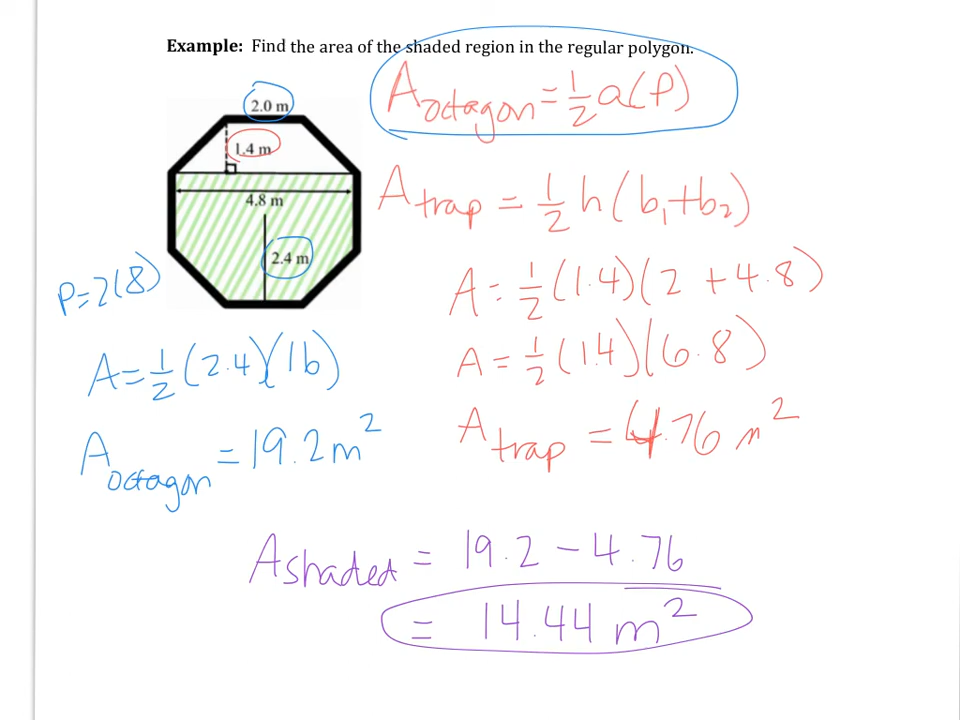 Example: Find the area of the shaded region in the regular polygon.
2.0 m
1.4 m
4.8 m
2.4 m
A octagon = 1/2 a(P)
A trap = 1/2 h(b₁+b₂)
P=2(8)
A = 1/2 (1.4)(2 + 4.8)
A = 1/2 (2.4)(16)
A = 1/2 (1.4)(6.8)
A octagon = 19.2 m²
A trap = 4.76 m²
A shaded = 19.2 - 4.76
= 14.44 m²